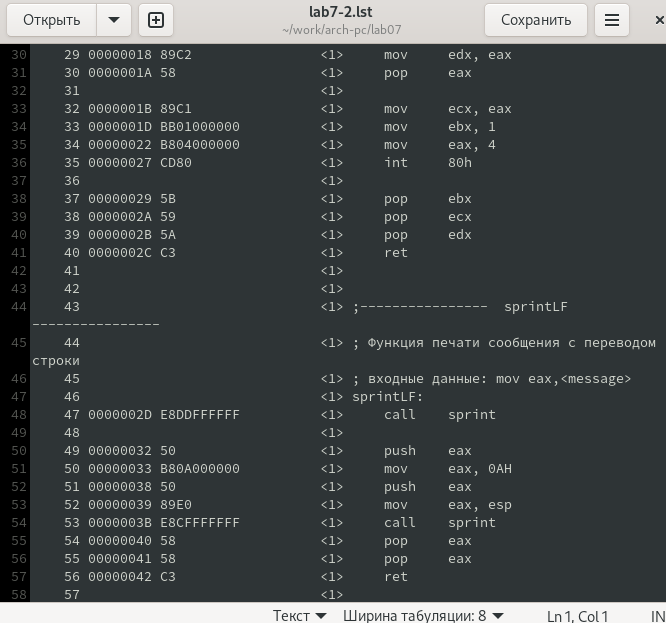 Открыть
lab7-2.lst
~/work/arch-pc/lab07
Сохранить
30 29 00000018 89C2 <1> mov edx, eax
31 30 0000001A 58 <1> pop eax
32 31 <1>
33 32 0000001B 89C1 <1> mov ecx, eax
34 33 0000001D BB01000000 <1> mov ebx, 1
35 34 00000022 B804000000 <1> mov eax, 4
36 35 00000027 CD80 <1> int 80h
37 36 <1>
38 37 00000029 5B <1> pop ebx
39 38 0000002A 59 <1> pop ecx
40 39 0000002B 5A <1> pop edx
41 40 0000002C C3 <1> ret
42 41 <1>
43 42 <1>
44 43 <1> ;---------------- sprintLF
----------------
45 44 <1> ; Функция печати сообщения с переводом
строки
46 45 <1> ; входные данные: mov eax,<message>
47 46 <1> sprintLF:
48 47 0000002D E8DDFFFFFF <1> call sprint
49 48 <1>
50 49 00000032 50 <1> push eax
51 50 00000033 B80A000000 <1> mov eax, 0AH
52 51 00000038 50 <1> push eax
53 52 00000039 89E0 <1> mov eax, esp
54 53 0000003B E8CFFFFFFF <1> call sprint
55 54 00000040 58 <1> pop eax
56 55 00000041 58 <1> pop eax
57 56 00000042 C3 <1> ret
58 57 <1>
Текст Ширина табуляции: 8 Ln 1, Col 1 IN